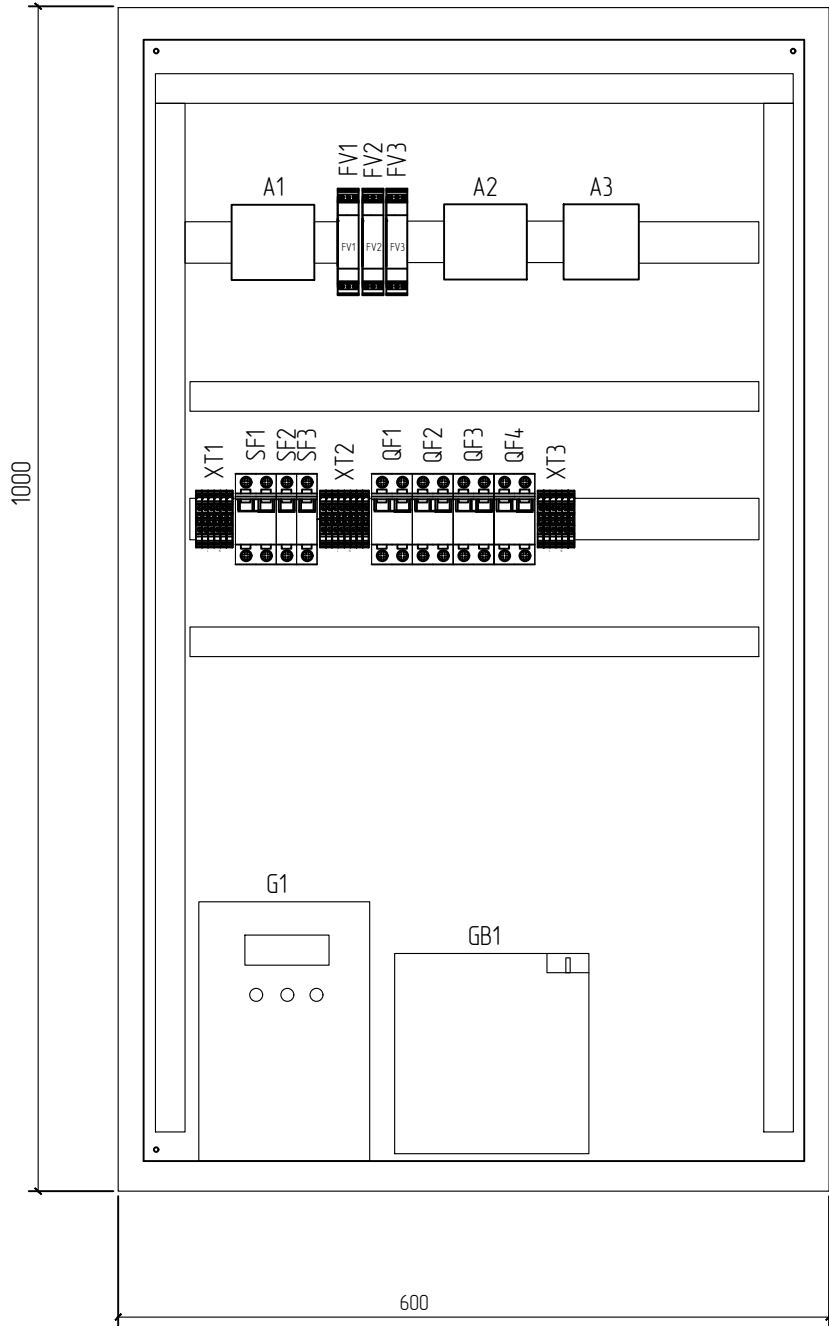 FV1
FV2
FV3
A1
A2
A3
FV1
FV2
FV3
XT1
SF1
SF2
SF3
XT2
QF1
QF2
QF3
QF4
XT3
1000
G1
GB1
600